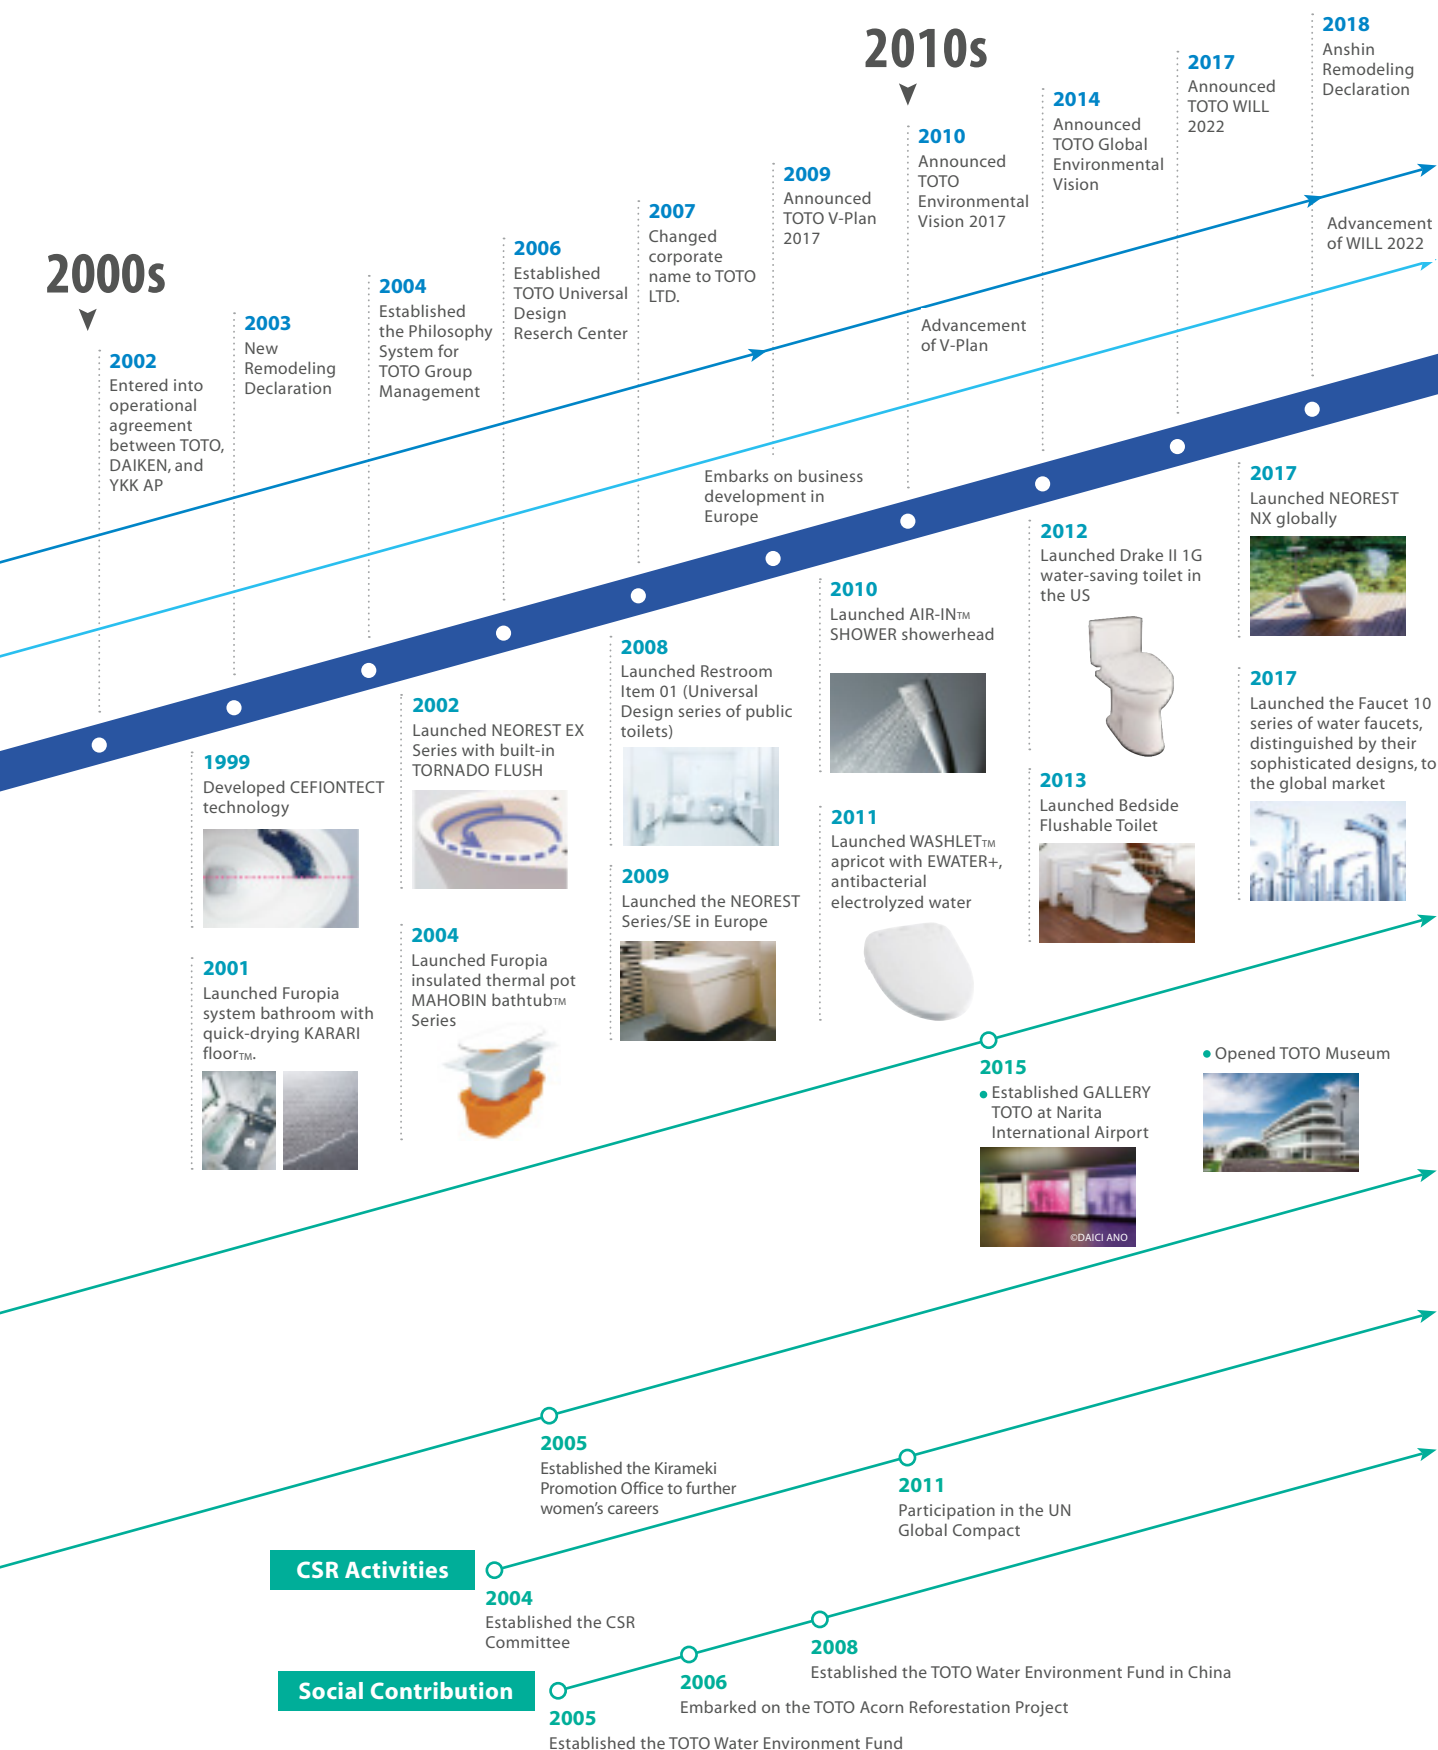 2000s
2002
Entered into
operational
agreement
between TOTO,
DAIKEN, and
YKK AP
2003
New
Remodeling
Declaration
2004
Established
the Philosophy
System for
TOTO Group
Management
2006
Established
TOTO Universal
Design
Reserch Center
2007
Changed
corporate
name to TOTO
LTD.
2009
Announced
TOTO V-Plan
2017
2010s
2010
Announced
TOTO
Environmental
Vision 2017
2014
Announced
TOTO Global
Environmental
Vision
2017
Announced
TOTO WILL
2022
2018
Anshin
Remodeling
Declaration
Advancement
of WILL 2022
Advancement
of V-Plan
Embarks on business
development in
Europe
1999
Developed CEFIONTECT
technology
2001
Launched Furopia
system bathroom with
quick-drying KARARI
floor™.
2002
Launched NEOREST EX
Series with built-in
TORNADO FLUSH
2004
Launched Furopia
insulated thermal pot
MAHOBIN bathtub™
Series
2008
Launched Restroom
Item 01 (Universal
Design series of public
toilets)
2009
Launched the NEOREST
Series/SE in Europe
2010
Launched AIR-IN™
SHOWER showerhead
2011
Launched WASHLET™
apricot with EWATER+,
antibacterial
electrolyzed water
2012
Launched Drake II 1G
water-saving toilet in
the US
2013
Launched Bedside
Flushable Toilet
2017
Launched NEOREST
NX globally
2017
Launched the Faucet 10
series of water faucets,
distinguished by their
sophisticated designs, to
the global market
2015
• Established GALLERY
TOTO at Narita
International Airport
©DAICI ANO
• Opened TOTO Museum
2005
Established the Kirameki
Promotion Office to further
women's careers
CSR Activities
2004
Established the CSR
Committee
2011
Participation in the UN
Global Compact
Social Contribution
2005
Established the TOTO Water Environment Fund
2006
Embarked on the TOTO Acorn Reforestation Project
2008
Established the TOTO Water Environment Fund in China